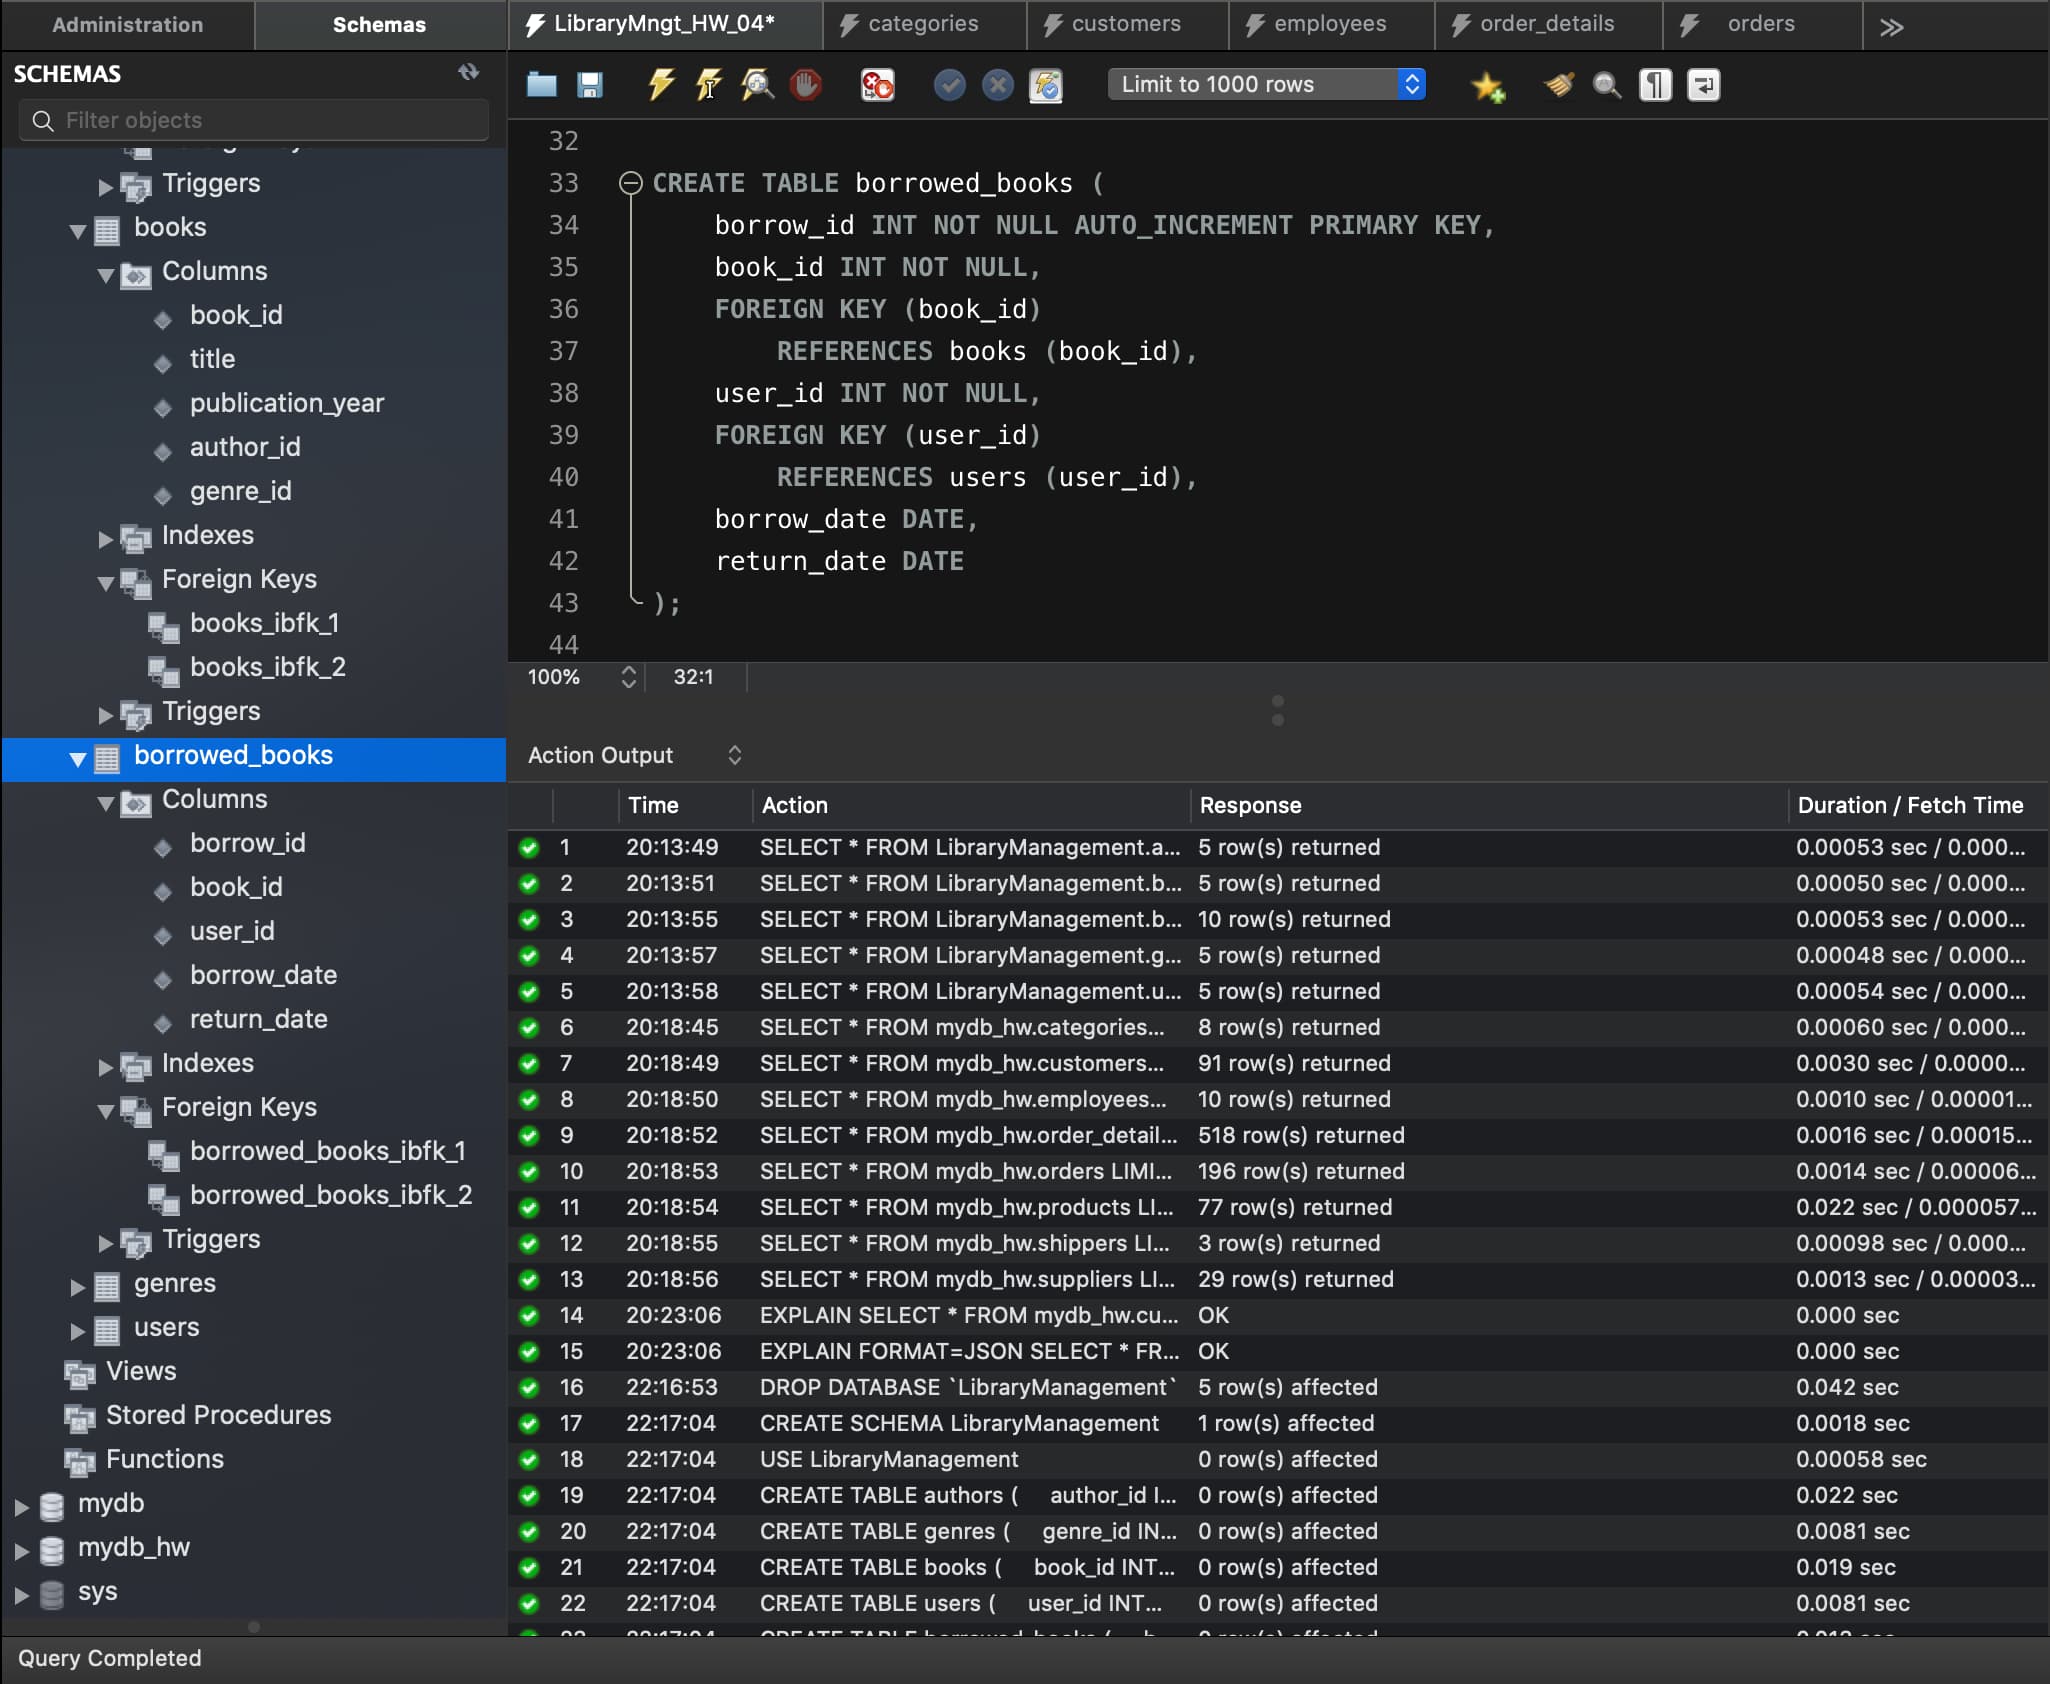 Administration
Schemas
LibraryMngt_HW_04*
categories
customers
employees
order_details
orders
SCHEMAS
Filter objects
Limit to 1000 rows
Triggers
books
Columns
book_id
title
publication_year
author_id
genre_id
Indexes
Foreign Keys
books_ibfk_1
books_ibfk_2
Triggers
borrowed_books
Columns
borrow_id
book_id
user_id
borrow_date
return_date
Indexes
Foreign Keys
borrowed_books_ibfk_1
borrowed_books_ibfk_2
Triggers
genres
users
Views
Stored Procedures
Functions
mydb
mydb_hw
sys
32
33 CREATE TABLE borrowed_books (
34 borrow_id INT NOT NULL AUTO_INCREMENT PRIMARY KEY,
35 book_id INT NOT NULL,
36 FOREIGN KEY (book_id)
37 REFERENCES books (book_id),
38 user_id INT NOT NULL,
39 FOREIGN KEY (user_id)
40 REFERENCES users (user_id),
41 borrow_date DATE,
42 return_date DATE
43 );
44
100% 32:1
Action Output
Time Action Response Duration / Fetch Time
1 20:13:49 SELECT * FROM LibraryManagement.a... 5 row(s) returned 0.00053 sec / 0.000...
2 20:13:51 SELECT * FROM LibraryManagement.b... 5 row(s) returned 0.00050 sec / 0.000...
3 20:13:55 SELECT * FROM LibraryManagement.b... 10 row(s) returned 0.00053 sec / 0.000...
4 20:13:57 SELECT * FROM LibraryManagement.g... 5 row(s) returned 0.00048 sec / 0.000...
5 20:13:58 SELECT * FROM LibraryManagement.u... 5 row(s) returned 0.00054 sec / 0.000...
6 20:18:45 SELECT * FROM mydb_hw.categories... 8 row(s) returned 0.00060 sec / 0.000...
7 20:18:49 SELECT * FROM mydb_hw.customers... 91 row(s) returned 0.0030 sec / 0.0000...
8 20:18:50 SELECT * FROM mydb_hw.employees... 10 row(s) returned 0.0010 sec / 0.00001...
9 20:18:52 SELECT * FROM mydb_hw.order_detail... 518 row(s) returned 0.0016 sec / 0.00015...
10 20:18:53 SELECT * FROM mydb_hw.orders LIMI... 196 row(s) returned 0.0014 sec / 0.00006...
11 20:18:54 SELECT * FROM mydb_hw.products LI... 77 row(s) returned 0.022 sec / 0.000057...
12 20:18:55 SELECT * FROM mydb_hw.shippers LI... 3 row(s) returned 0.00098 sec / 0.000...
13 20:18:56 SELECT * FROM mydb_hw.suppliers LI... 29 row(s) returned 0.0013 sec / 0.00003...
14 20:23:06 EXPLAIN SELECT * FROM mydb_hw.cu... OK 0.000 sec
15 20:23:06 EXPLAIN FORMAT=JSON SELECT * FR... OK 0.000 sec
16 22:16:53 DROP DATABASE `LibraryManagement` 5 row(s) affected 0.042 sec
17 22:17:04 CREATE SCHEMA LibraryManagement 1 row(s) affected 0.0018 sec
18 22:17:04 USE LibraryManagement 0 row(s) affected 0.00058 sec
19 22:17:04 CREATE TABLE authors ( author_id I... 0 row(s) affected 0.022 sec
20 22:17:04 CREATE TABLE genres ( genre_id IN... 0 row(s) affected 0.0081 sec
21 22:17:04 CREATE TABLE books ( book_id INT... 0 row(s) affected 0.019 sec
22 22:17:04 CREATE TABLE users ( user_id INT... 0 row(s) affected 0.0081 sec
Query Completed